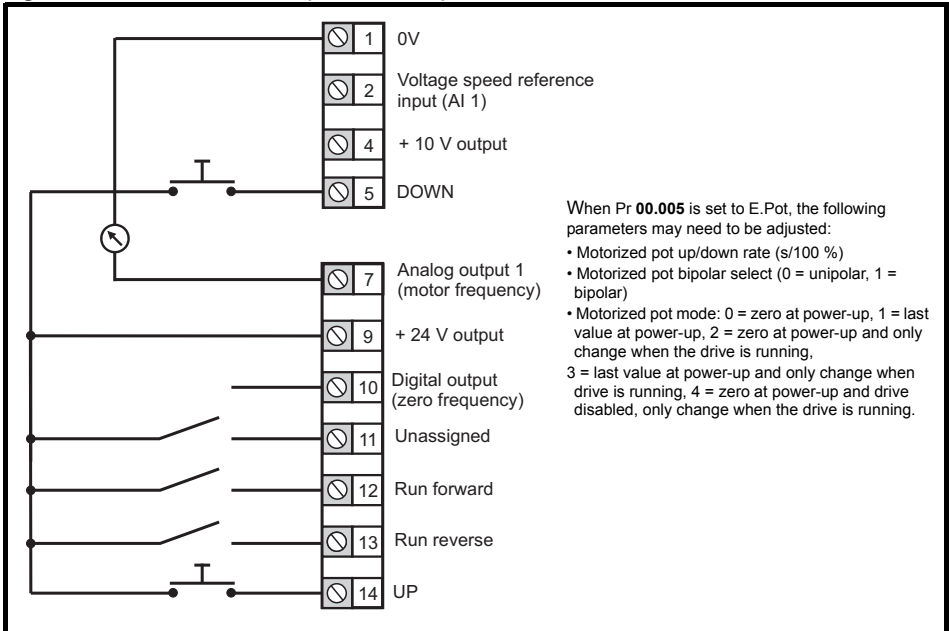 1 0V
2 Voltage speed reference
input (AI 1)
4 + 10 V output
5 DOWN
7 Analog output 1
(motor frequency)
9 + 24 V output
10 Digital output
(zero frequency)
11 Unassigned
12 Run forward
13 Run reverse
14 UP
When Pr 00.005 is set to E.Pot, the following
parameters may need to be adjusted:
• Motorized pot up/down rate (s/100 %)
• Motorized pot bipolar select (0 = unipolar, 1 =
bipolar)
• Motorized pot mode: 0 = zero at power-up, 1 = last
value at power-up, 2 = zero at power-up and only
change when the drive is running,
3 = last value at power-up and only change when
drive is running, 4 = zero at power-up and drive
disabled, only change when the drive is running.